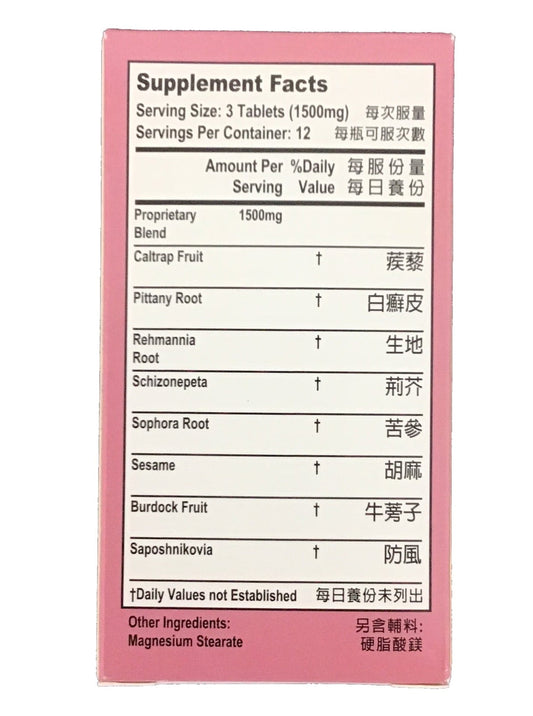 Supplement Facts
Serving Size: 3 Tablets (1500mg) 每次服量
Servings Per Container: 12 每瓶可服次數
Amount Per %Daily 每服份量
Serving Value 每日養份
Proprietary 1500mg
Blend
Caltrap Fruit † 蒺藜
Pittany Root † 白癬皮
Rehmannia † 生地
Root
Schizonepeta † 荊芥
Sophora Root † 苦參
Sesame † 胡麻
Burdock Fruit † 牛蒡子
Saposhnikovia † 防風
†Daily Values not Established 每日養份未列出
Other Ingredients: 另含輔料:
Magnesium Stearate 硬脂酸鎂